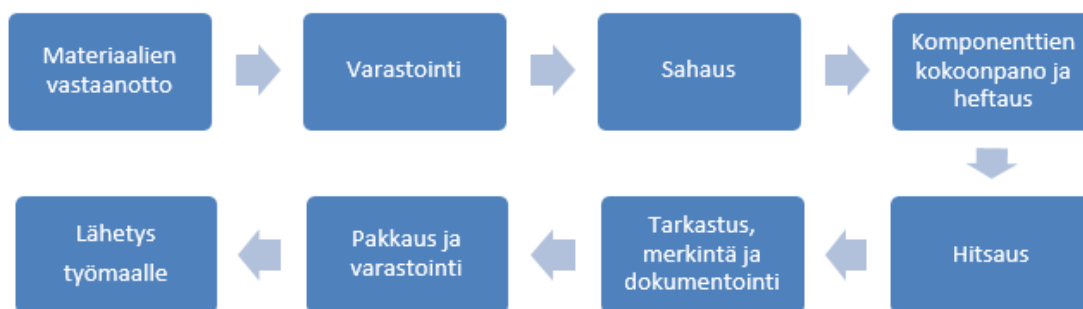 Materiaalien
vastaanotto
Varastointi
Sahaus
Komponenttien
kokoonpano ja
heftaus
Hitsaus
Tarkastus,
merkintä ja
dokumentointi
Pakkaus ja
varastointi
Lähetys
työmaalle